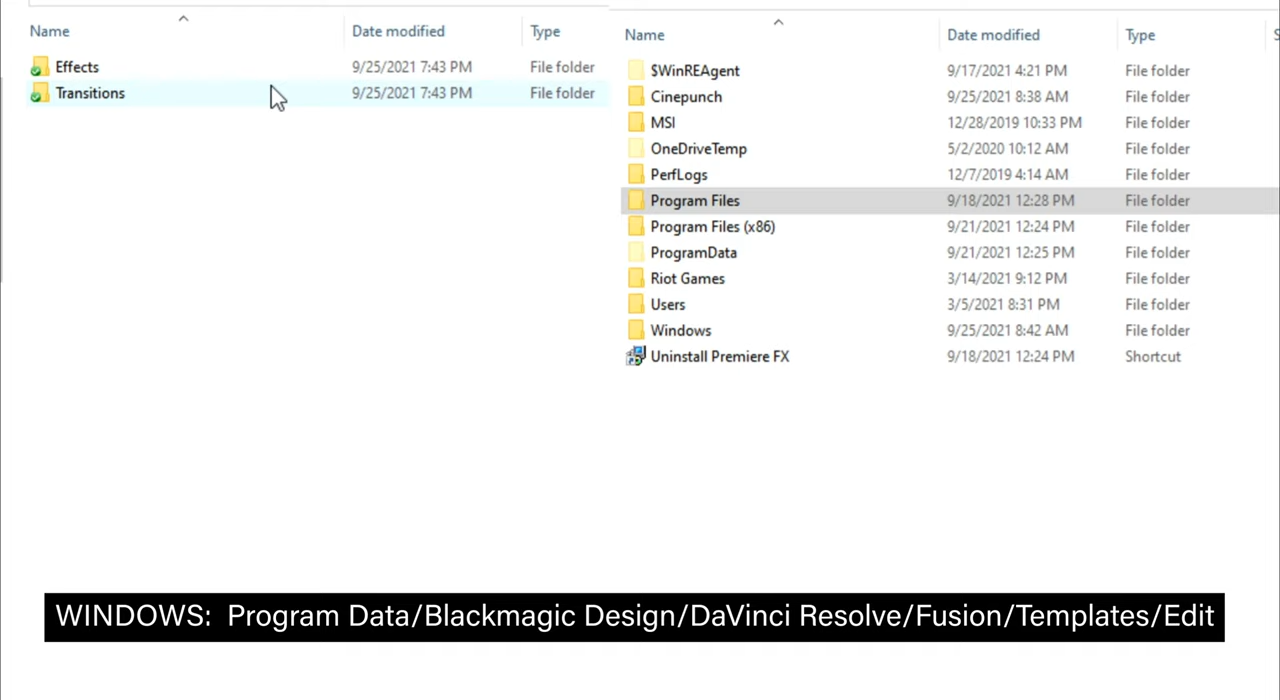 Name Date modified Type
Effects 9/25/2021 7:43 PM File folder
Transitions 9/25/2021 7:43 PM File folder
Name Date modified Type S
$WinREAgent 9/17/2021 4:21 PM File folder
Cinepunch 9/25/2021 8:38 AM File folder
MSI 12/28/2019 10:33 PM File folder
OneDriveTemp 5/2/2020 10:12 AM File folder
PerfLogs 12/7/2019 4:14 AM File folder
Program Files 9/18/2021 12:28 PM File folder
Program Files (x86) 9/21/2021 12:24 PM File folder
ProgramData 9/21/2021 12:25 PM File folder
Riot Games 3/14/2021 9:12 PM File folder
Users 3/5/2021 8:31 PM File folder
Windows 9/25/2021 8:42 AM File folder
Uninstall Premiere FX 9/18/2021 12:24 PM Shortcut
WINDOWS: Program Data/Blackmagic Design/DaVinci Resolve/Fusion/Templates/Edit